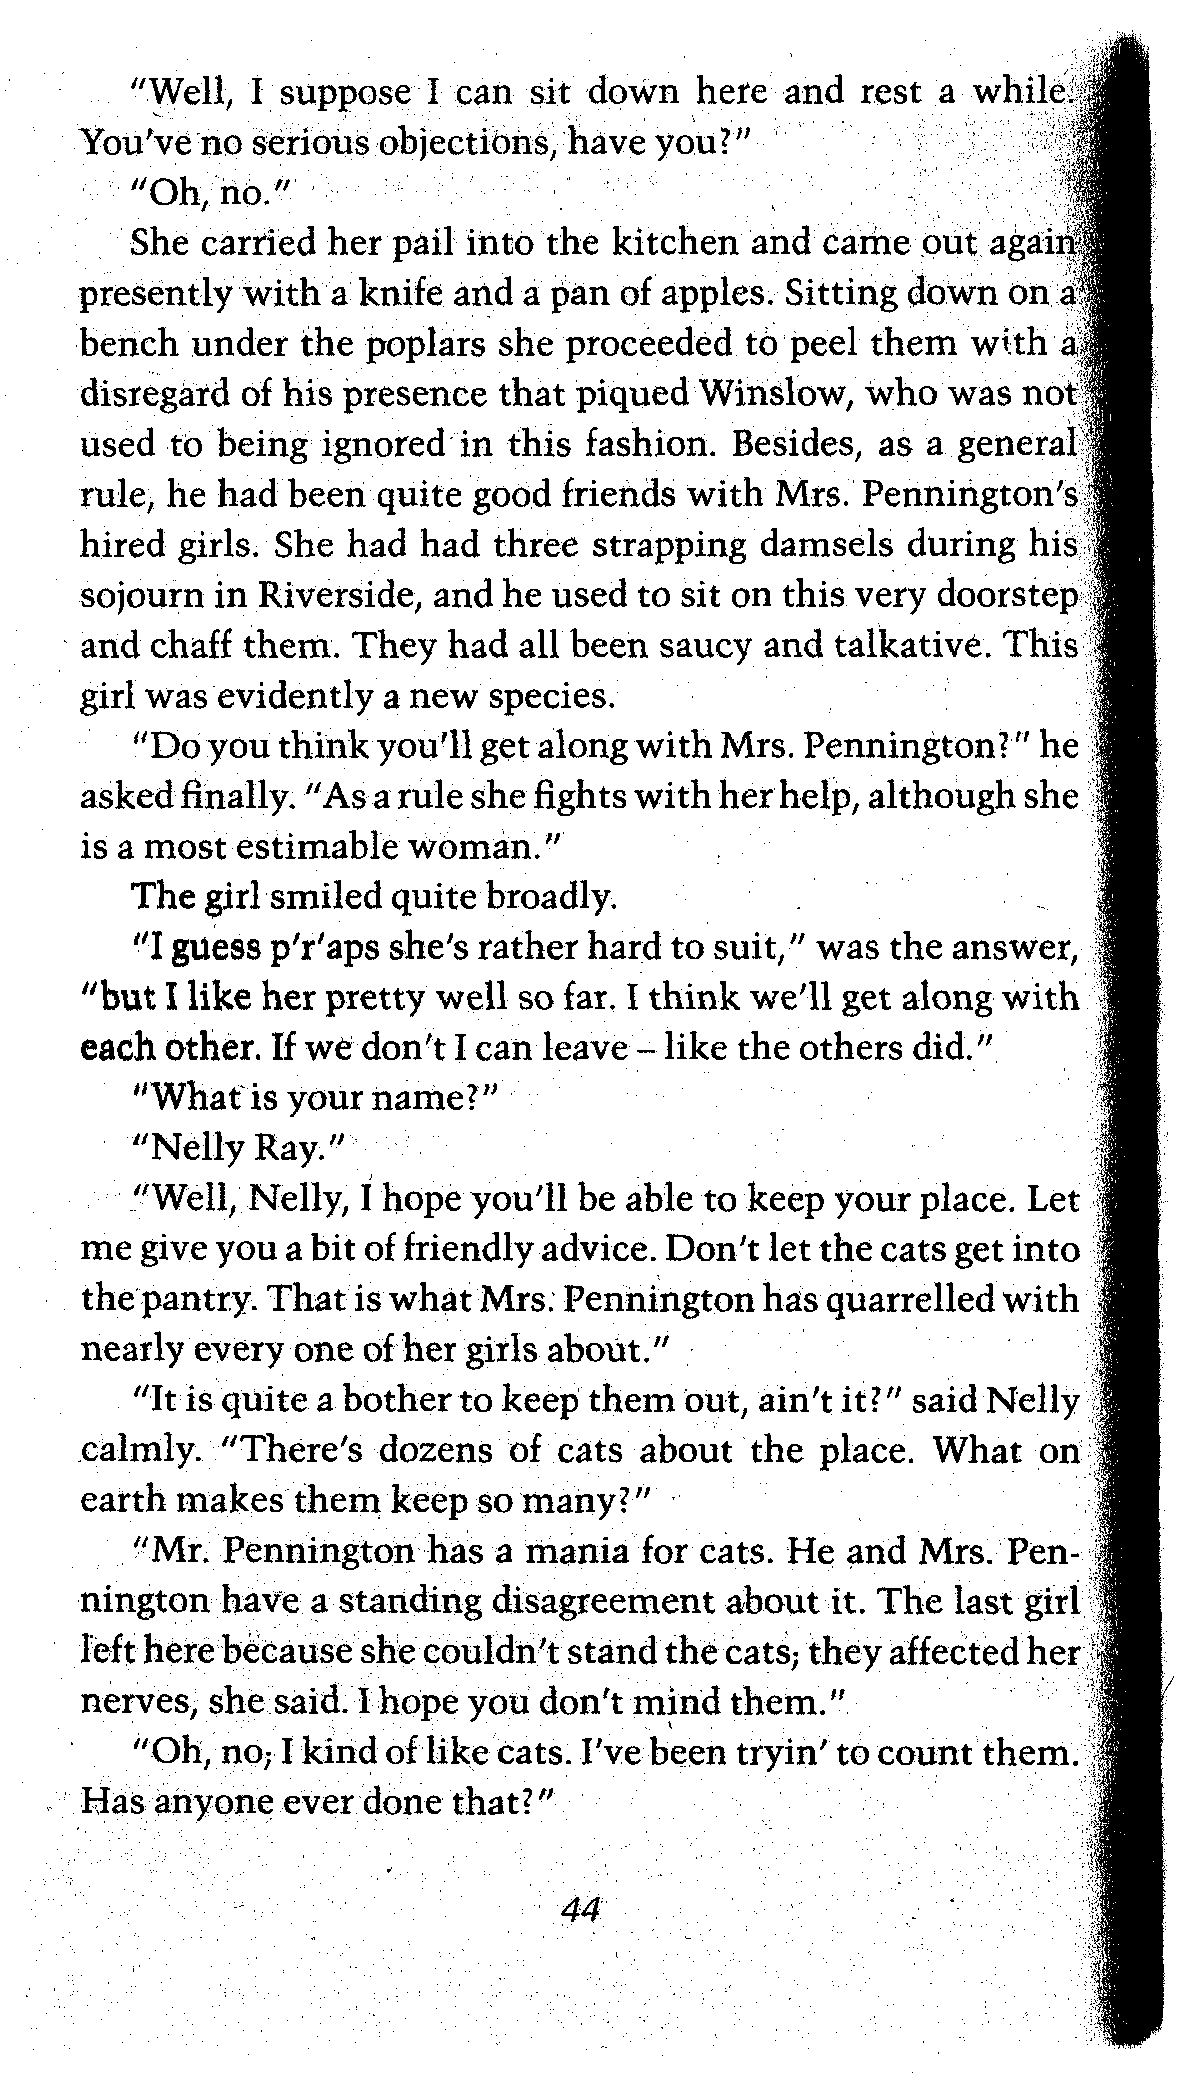 "Well, I suppose I can sit down here and rest a while.
You've no serious objections, have you?"
"Oh, no."
She carried her pail into the kitchen and came out again
presently with a knife and a pan of apples. Sitting down on a
bench under the poplars she proceeded to peel them with a
disregard of his presence that piqued Winslow, who was not
used to being ignored in this fashion. Besides, as a general
rule, he had been quite good friends with Mrs. Pennington's
hired girls. She had had three strapping damsels during his
sojourn in Riverside, and he used to sit on this very doorstep
and chaff them. They had all been saucy and talkative. This
girl was evidently a new species.
"Do you think you'll get along with Mrs. Pennington?" he
asked finally. "As a rule she fights with her help, although she
is a most estimable woman."
The girl smiled quite broadly.
"I guess p'r'aps she's rather hard to suit," was the answer,
"but I like her pretty well so far. I think we'll get along with
each other. If we don't I can leave – like the others did."
"What is your name?"
"Nelly Ray."
"Well, Nelly, I hope you'll be able to keep your place. Let
me give you a bit of friendly advice. Don't let the cats get into
the pantry. That is what Mrs. Pennington has quarrelled with
nearly every one of her girls about."
"It is quite a bother to keep them out, ain't it?" said Nelly
calmly. "There's dozens of cats about the place. What on
earth makes them keep so many?"
"Mr. Pennington has a mania for cats. He and Mrs. Pen-
nington have a standing disagreement about it. The last girl
left here because she couldn't stand the cats; they affected her
nerves, she said. I hope you don't mind them."
"Oh, no; I kind of like cats. I've been tryin' to count them.
Has anyone ever done that?"
44